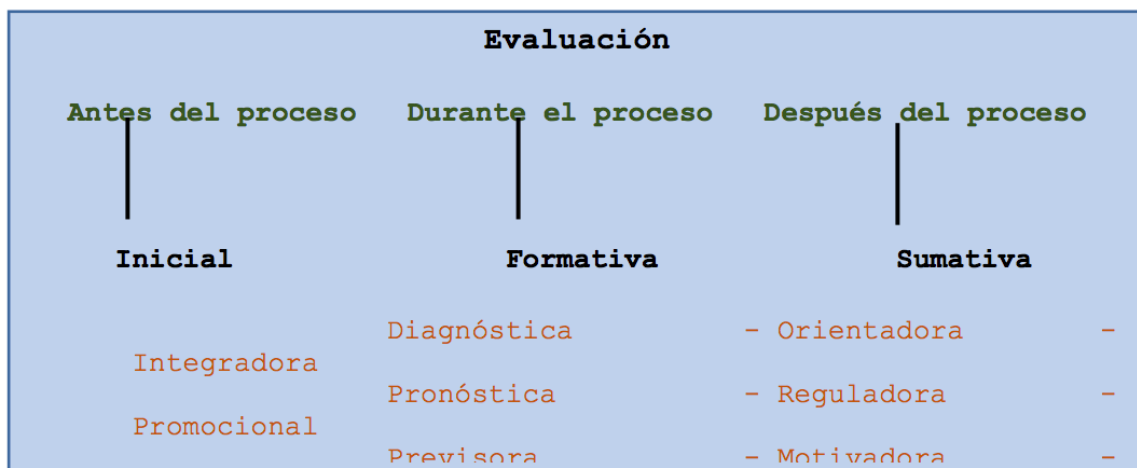 Evaluación
Antes del proceso Durante el proceso Después del proceso
Inicial Formativa Sumativa
Diagnóstica - Orientadora -
Integradora
Pronóstica - Reguladora -
Promocional
Previsora - Motivadora -